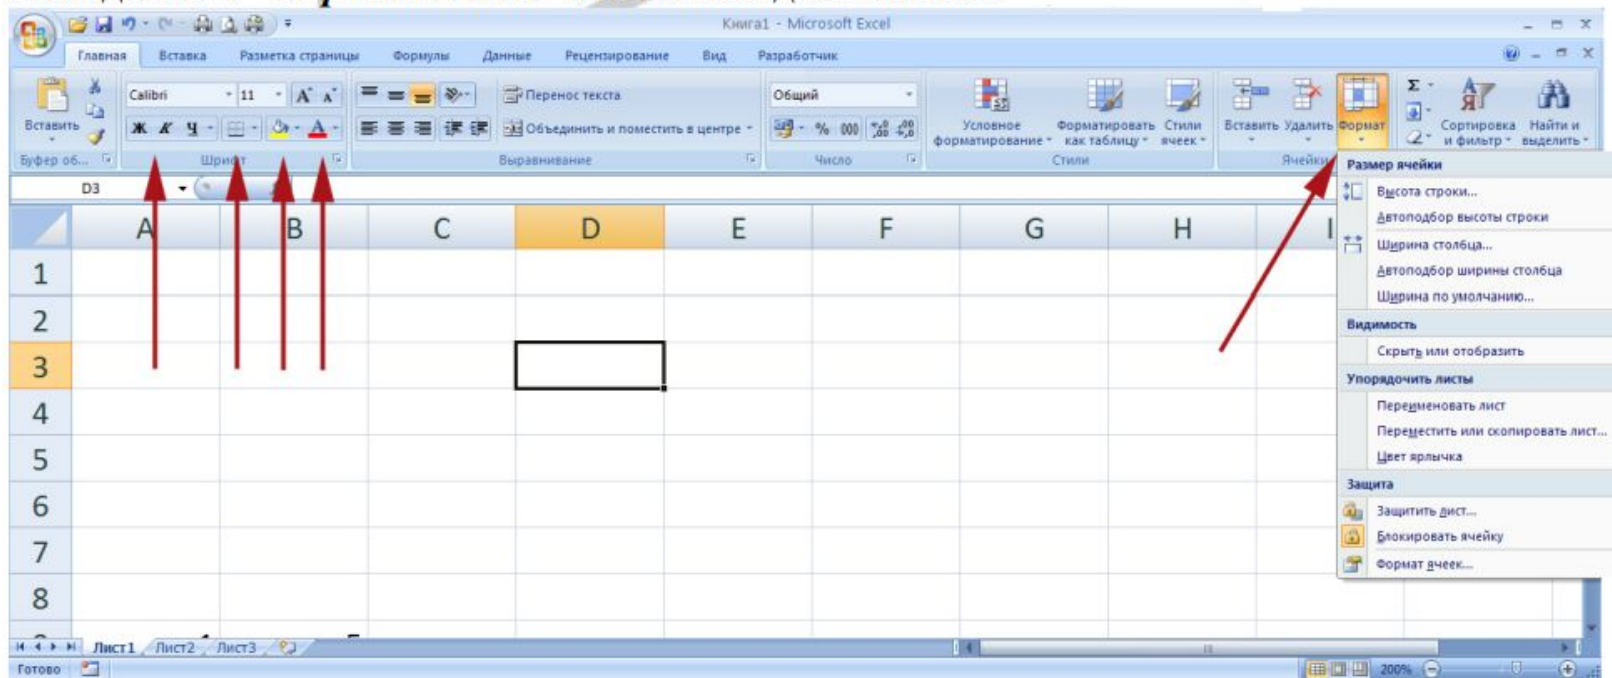 Книга1 - Microsoft Excel
Главная Вставка Разметка страницы Формулы Данные Рецензирование Вид Разработчик
Calibri 11 Перенос текста Общий
Вставить Ж К Ч А Объединить и поместить в центре % 000 Условное форматирование Форматировать как таблицу Стили ячеек Вставить Удалить Формат Сортировка и фильтр Найти и выделить
Буфер об... Шрифт Выравнивание Число Стили Ячейки
D3
A B C D E F G H I
1
2
3
4
5
6
7
8
Размер ячейки
Высота строки...
Автоподбор высоты строки
Ширина столбца...
Автоподбор ширины столбца
Ширина по умолчанию...
Видимость
Скрыть или отобразить
Упорядочить листы
Переименовать лист
Переместить или скопировать лист...
Цвет ярлычка
Защита
Защитить лист...
Блокировать ячейку
Формат ячеек...
Лист1 Лист2 Лист3
Готово 200%